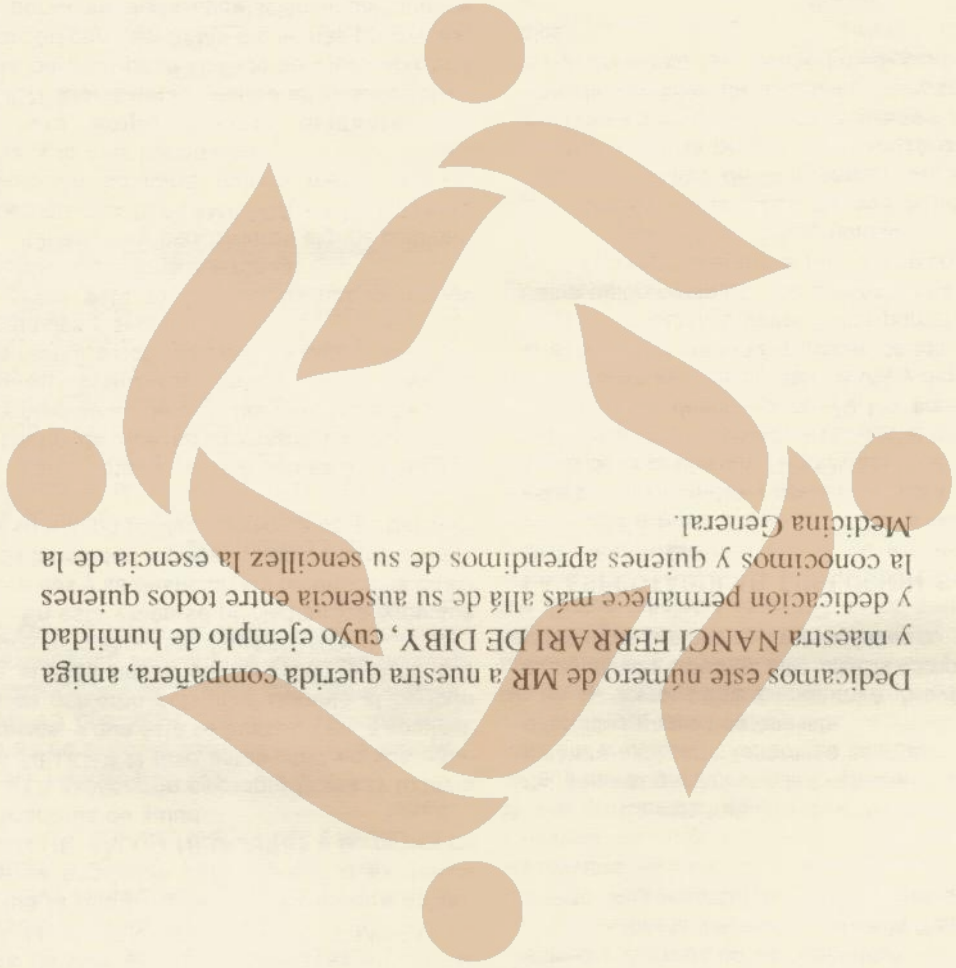 Dedicamos este número de MR a nuestra querida compañera, amiga
y maestra NANCI FERRARI DE DIBY, cuyo ejemplo de humildad
y dedicación permanece más allá de su ausencia entre todos quienes
la conocimos y quienes aprendimos de su sencillez la esencia de la
Medicina General.